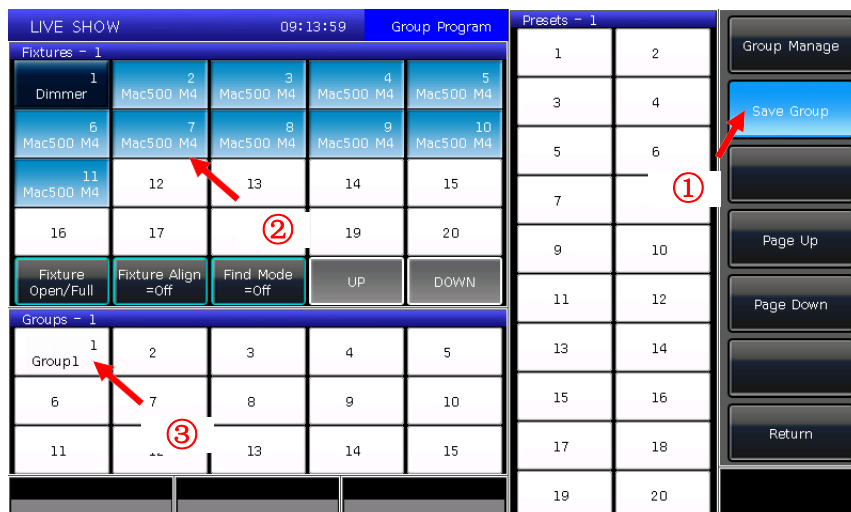 LIVE SHOW 09:13:59 Group Program
Fixtures - 1
1 2 3 4 5
Dimmer Mac500 M4 Mac500 M4 Mac500 M4 Mac500 M4
6 7 8 9 10
Mac500 M4 Mac500 M4 Mac500 M4 Mac500 M4 Mac500 M4
11 12 13 14 15
Mac500 M4
16 17 ② 19 20
Fixture Fixture Align Find Mode UP DOWN
Open/Full =Off =Off
Groups - 1
1 2 3 4 5
Group1
6 7 8 9 10
11 ③ 13 14 15
Presets - 1
1 2
3 4
5 6
7
9 10
11 12
13 14
15 16
17 18
19 20
Group Manage
Save Group
①
Page Up
Page Down
Return